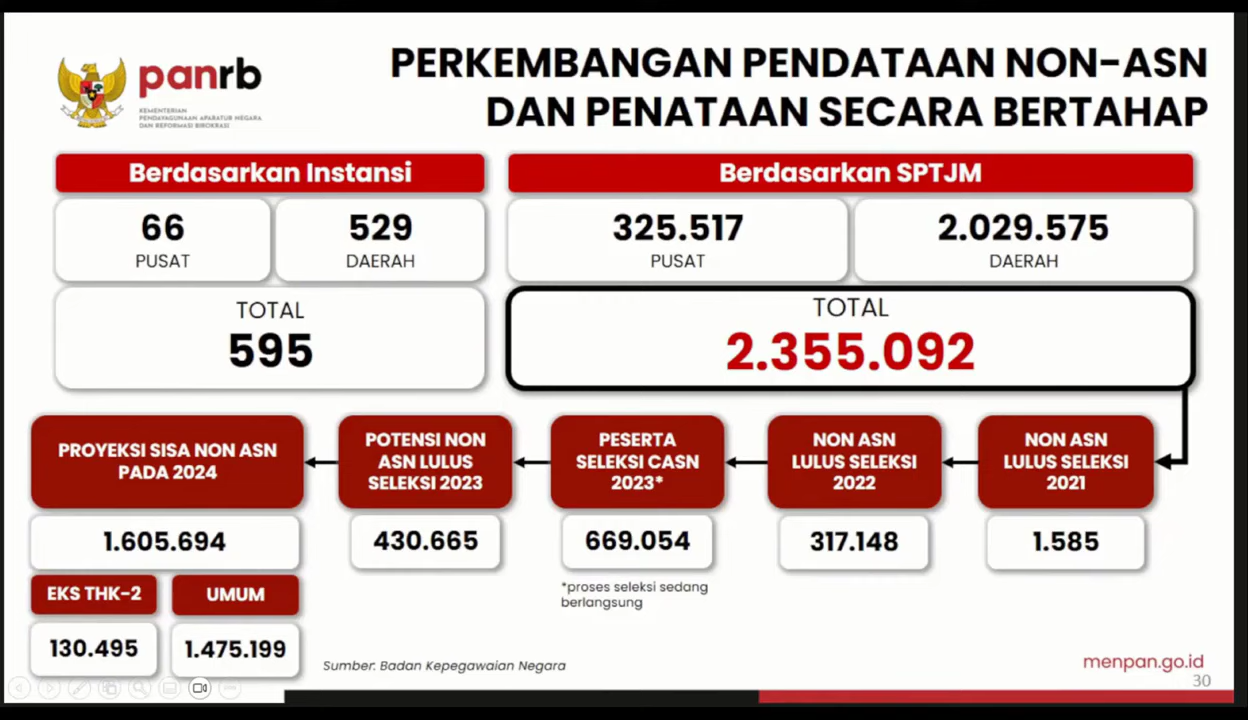 panrb
KEMENTERIAN
PENDAYAGUNAAN APARATUR NEGARA
DAN REFORMASI BIROKRASI
PERKEMBANGAN PENDATAAN NON-ASN
DAN PENATAAN SECARA BERTAHAP
Berdasarkan Instansi
66
PUSAT
529
DAERAH
TOTAL
595
Berdasarkan SPTJM
325.517
PUSAT
2.029.575
DAERAH
TOTAL
2.355.092
PROYEKSI SISA NON ASN
PADA 2024
1.605.694
EKS THK-2
130.495
UMUM
1.475.199
POTENSI NON
ASN LULUS
SELEKSI 2023
430.665
PESERTA
SELEKSI CASN
2023*
669.054
*proses seleksi sedang
berlangsung
NON ASN
LULUS SELEKSI
2022
317.148
NON ASN
LULUS SELEKSI
2021
1.585
Sumber: Badan Kepegawaian Negara
menpan.go.id
30